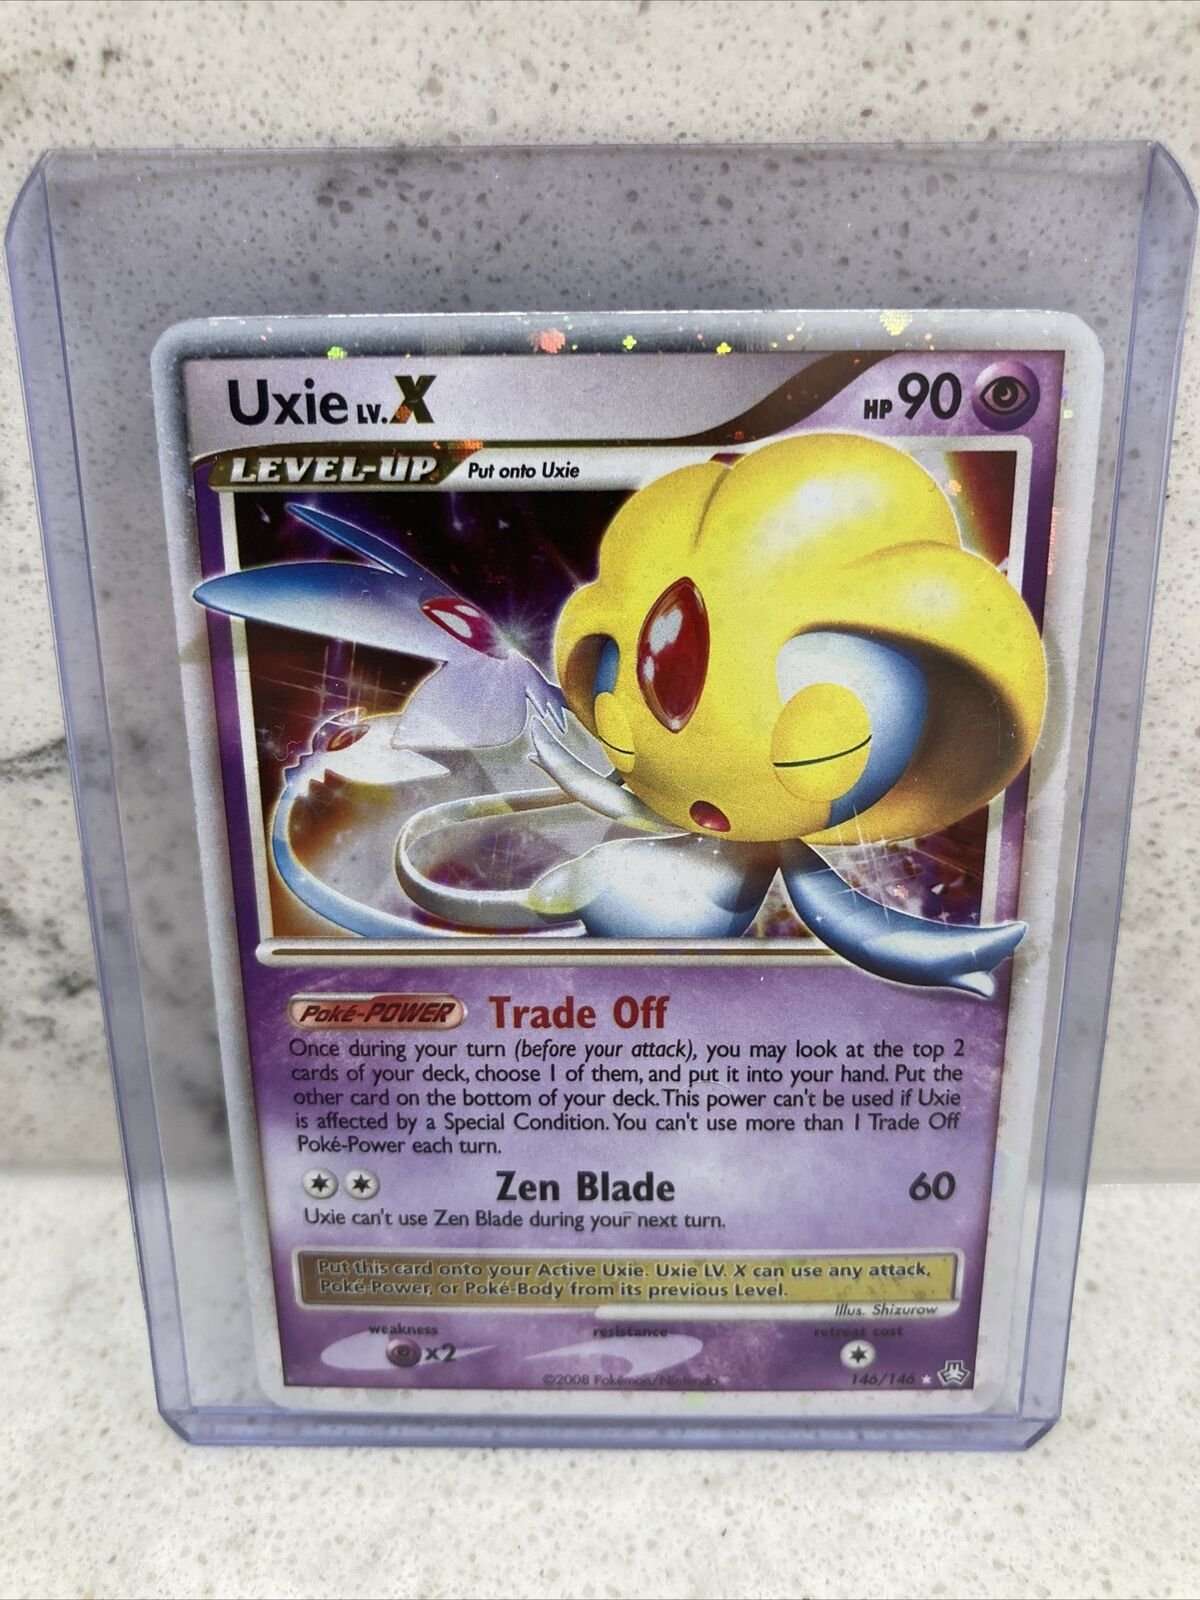 Uxie LV.X HP 90
LEVEL-UP Put onto Uxie
Poké-POWER Trade Off
Once during your turn (before your attack), you may look at the top 2
cards of your deck, choose 1 of them, and put it into your hand. Put the
other card on the bottom of your deck. This power can't be used if Uxie
is affected by a Special Condition. You can't use more than 1 Trade Off
Poké-Power each turn.
Zen Blade 60
Uxie can't use Zen Blade during your next turn.
Put this card onto your Active Uxie. Uxie LV. X can use any attack,
Poké-Power, or Poké-Body from its previous Level.
Illus. Shizurow
weakness resistance retreat cost
x2
©2008 Pokémon/Nintendo 146/146